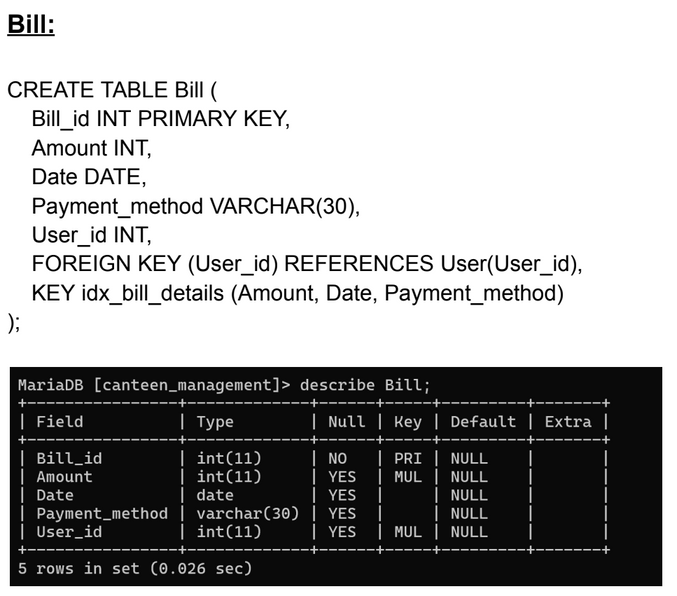 Bill:
CREATE TABLE Bill (
Bill_id INT PRIMARY KEY,
Amount INT,
Date DATE,
Payment_method VARCHAR(30),
User_id INT,
FOREIGN KEY (User_id) REFERENCES User(User_id),
KEY idx_bill_details (Amount, Date, Payment_method)
);
MariaDB [canteen_management]> describe Bill;
+----------------+-------------+------+-----+---------+-------+
| Field          | Type        | Null | Key | Default | Extra |
+----------------+-------------+------+-----+---------+-------+
| Bill_id        | int(11)     | NO   | PRI | NULL    |       |
| Amount         | int(11)     | YES  | MUL | NULL    |       |
| Date           | date        | YES  |     | NULL    |       |
| Payment_method | varchar(30) | YES  |     | NULL    |       |
| User_id        | int(11)     | YES  | MUL | NULL    |       |
+----------------+-------------+------+-----+---------+-------+
5 rows in set (0.026 sec)